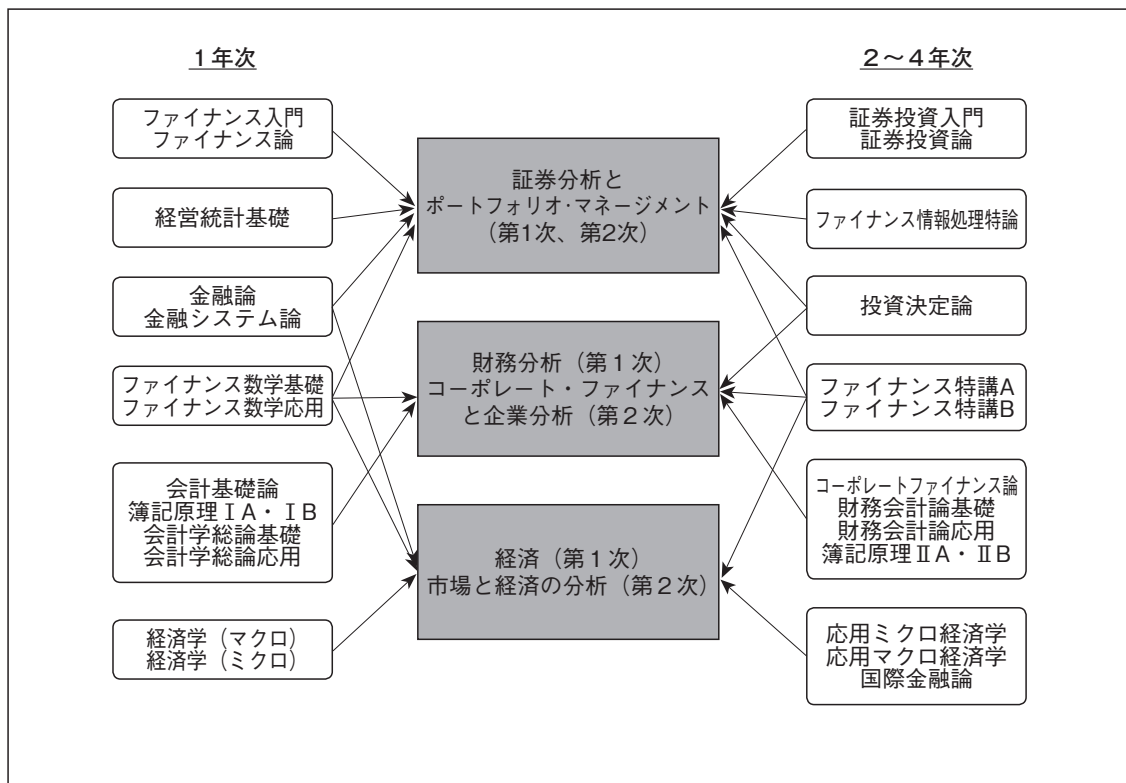 １年次
ファイナンス入門
ファイナンス論
経営統計基礎
金融論
金融システム論
ファイナンス数学基礎
ファイナンス数学応用
会計基礎論
簿記原理ⅠA・ⅠB
会計学総論基礎
会計学総論応用
経済学（マクロ）
経済学（ミクロ）
証券分析と
ポートフォリオ・マネージメント
（第1次、第2次）
財務分析（第１次）
コーポレート・ファイナンス
と企業分析（第２次）
経済（第１次）
市場と経済の分析（第２次）
２～４年次
証券投資入門
証券投資論
ファイナンス情報処理特論
投資決定論
ファイナンス特講A
ファイナンス特講B
コーポレートファイナンス論
財務会計論基礎
財務会計論応用
簿記原理ⅡA・ⅡB
応用ミクロ経済学
応用マクロ経済学
国際金融論